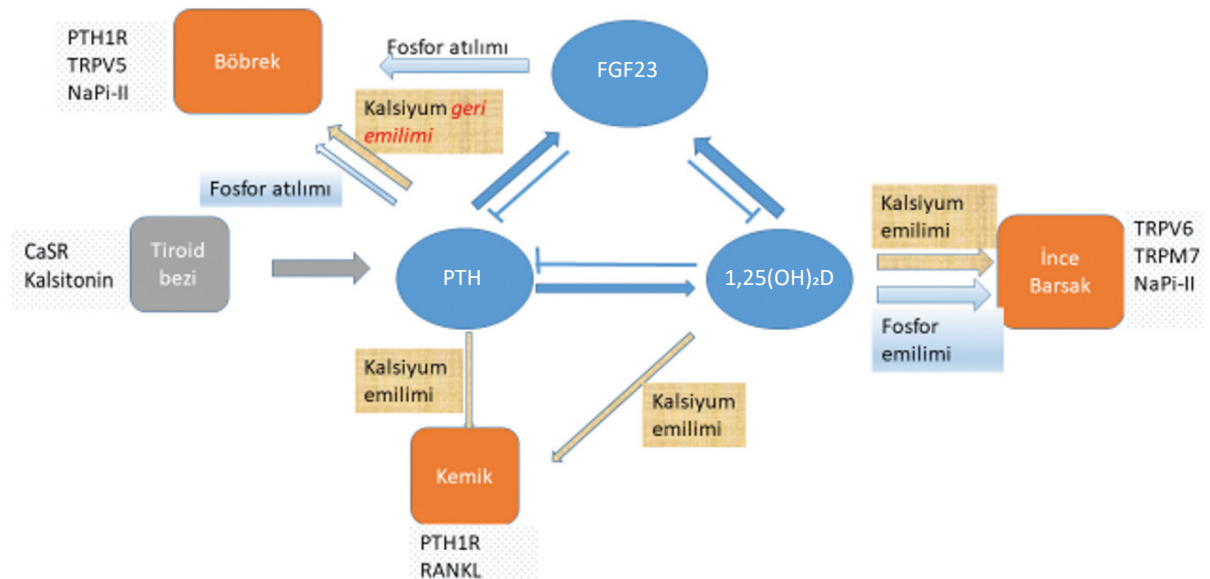 PTH1R
TRPV5
NaPi-II
Böbrek
Fosfor atılımı
FGF23
Kalsiyum geri
emilimi
Fosfor atılımı
CaSR
Kalsitonin
Tiroid
bezi
PTH
1,25(OH)₂D
Kalsiyum
emilimi
Fosfor
emilimi
İnce
Barsak
TRPV6
TRPM7
NaPi-II
Kalsiyum
emilimi
Kalsiyum
emilimi
Kemik
PTH1R
RANKL